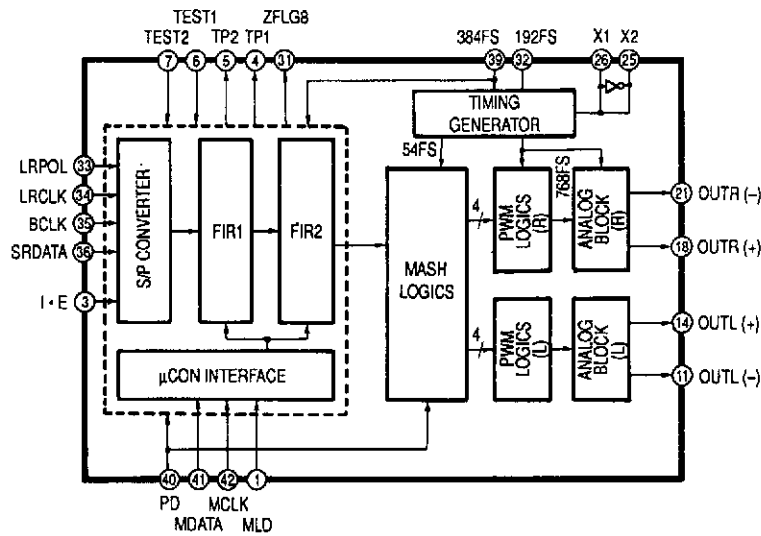 TEST1 ZFLG8
TEST2 TP2 TP1
384FS 192FS
X1 X2
7 6 5 4 31
39 32
26 25
TIMING
GENERATOR
54FS
768FS
LRPOL 33
LRCLK 34
BCLK 35
SRDATA 36
I • E 3
S/P CONVERTER
FIR1
FIR2
MASH
LOGICS
4
PWM
LOGICS
(R)
ANALOG
BLOCK
(R)
21 OUTR (−)
18 OUTR (+)
4
PWM
LOGICS
(L)
ANALOG
BLOCK
(L)
14 OUTL (+)
11 OUTL (−)
μCON INTERFACE
40 41 42 1
PD MCLK
MDATA MLD